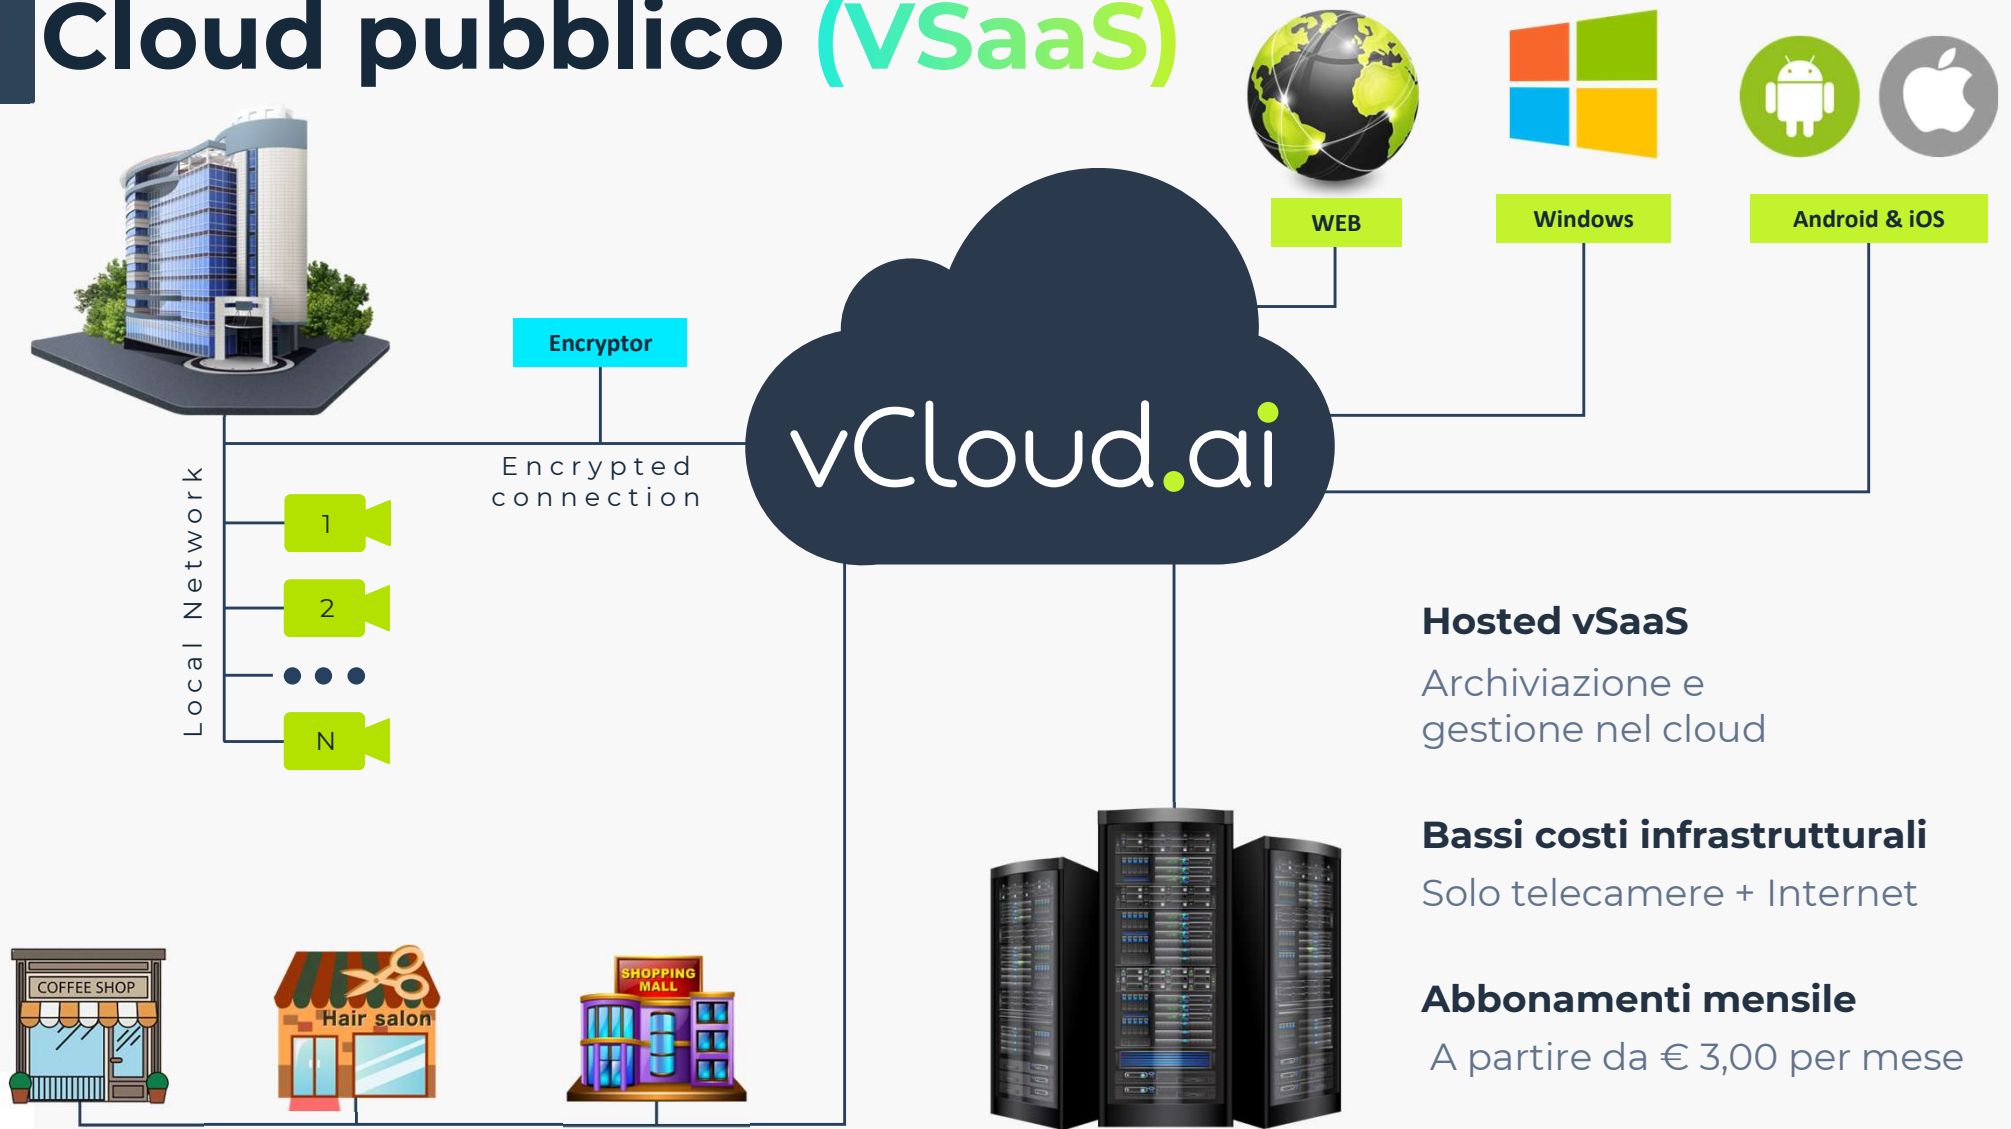 Cloud pubblico (VSaaS)
WEB
Windows
Android & iOS
Encryptor
Encrypted
connection
vCloud.ai
Local Network
1
2
N
Hosted vSaaS
Archiviazione e
gestione nel cloud
Bassi costi infrastrutturali
Solo telecamere + Internet
Abbonamenti mensile
A partire da € 3,00 per mese
COFFEE SHOP
Hair salon
SHOPPING
MALL